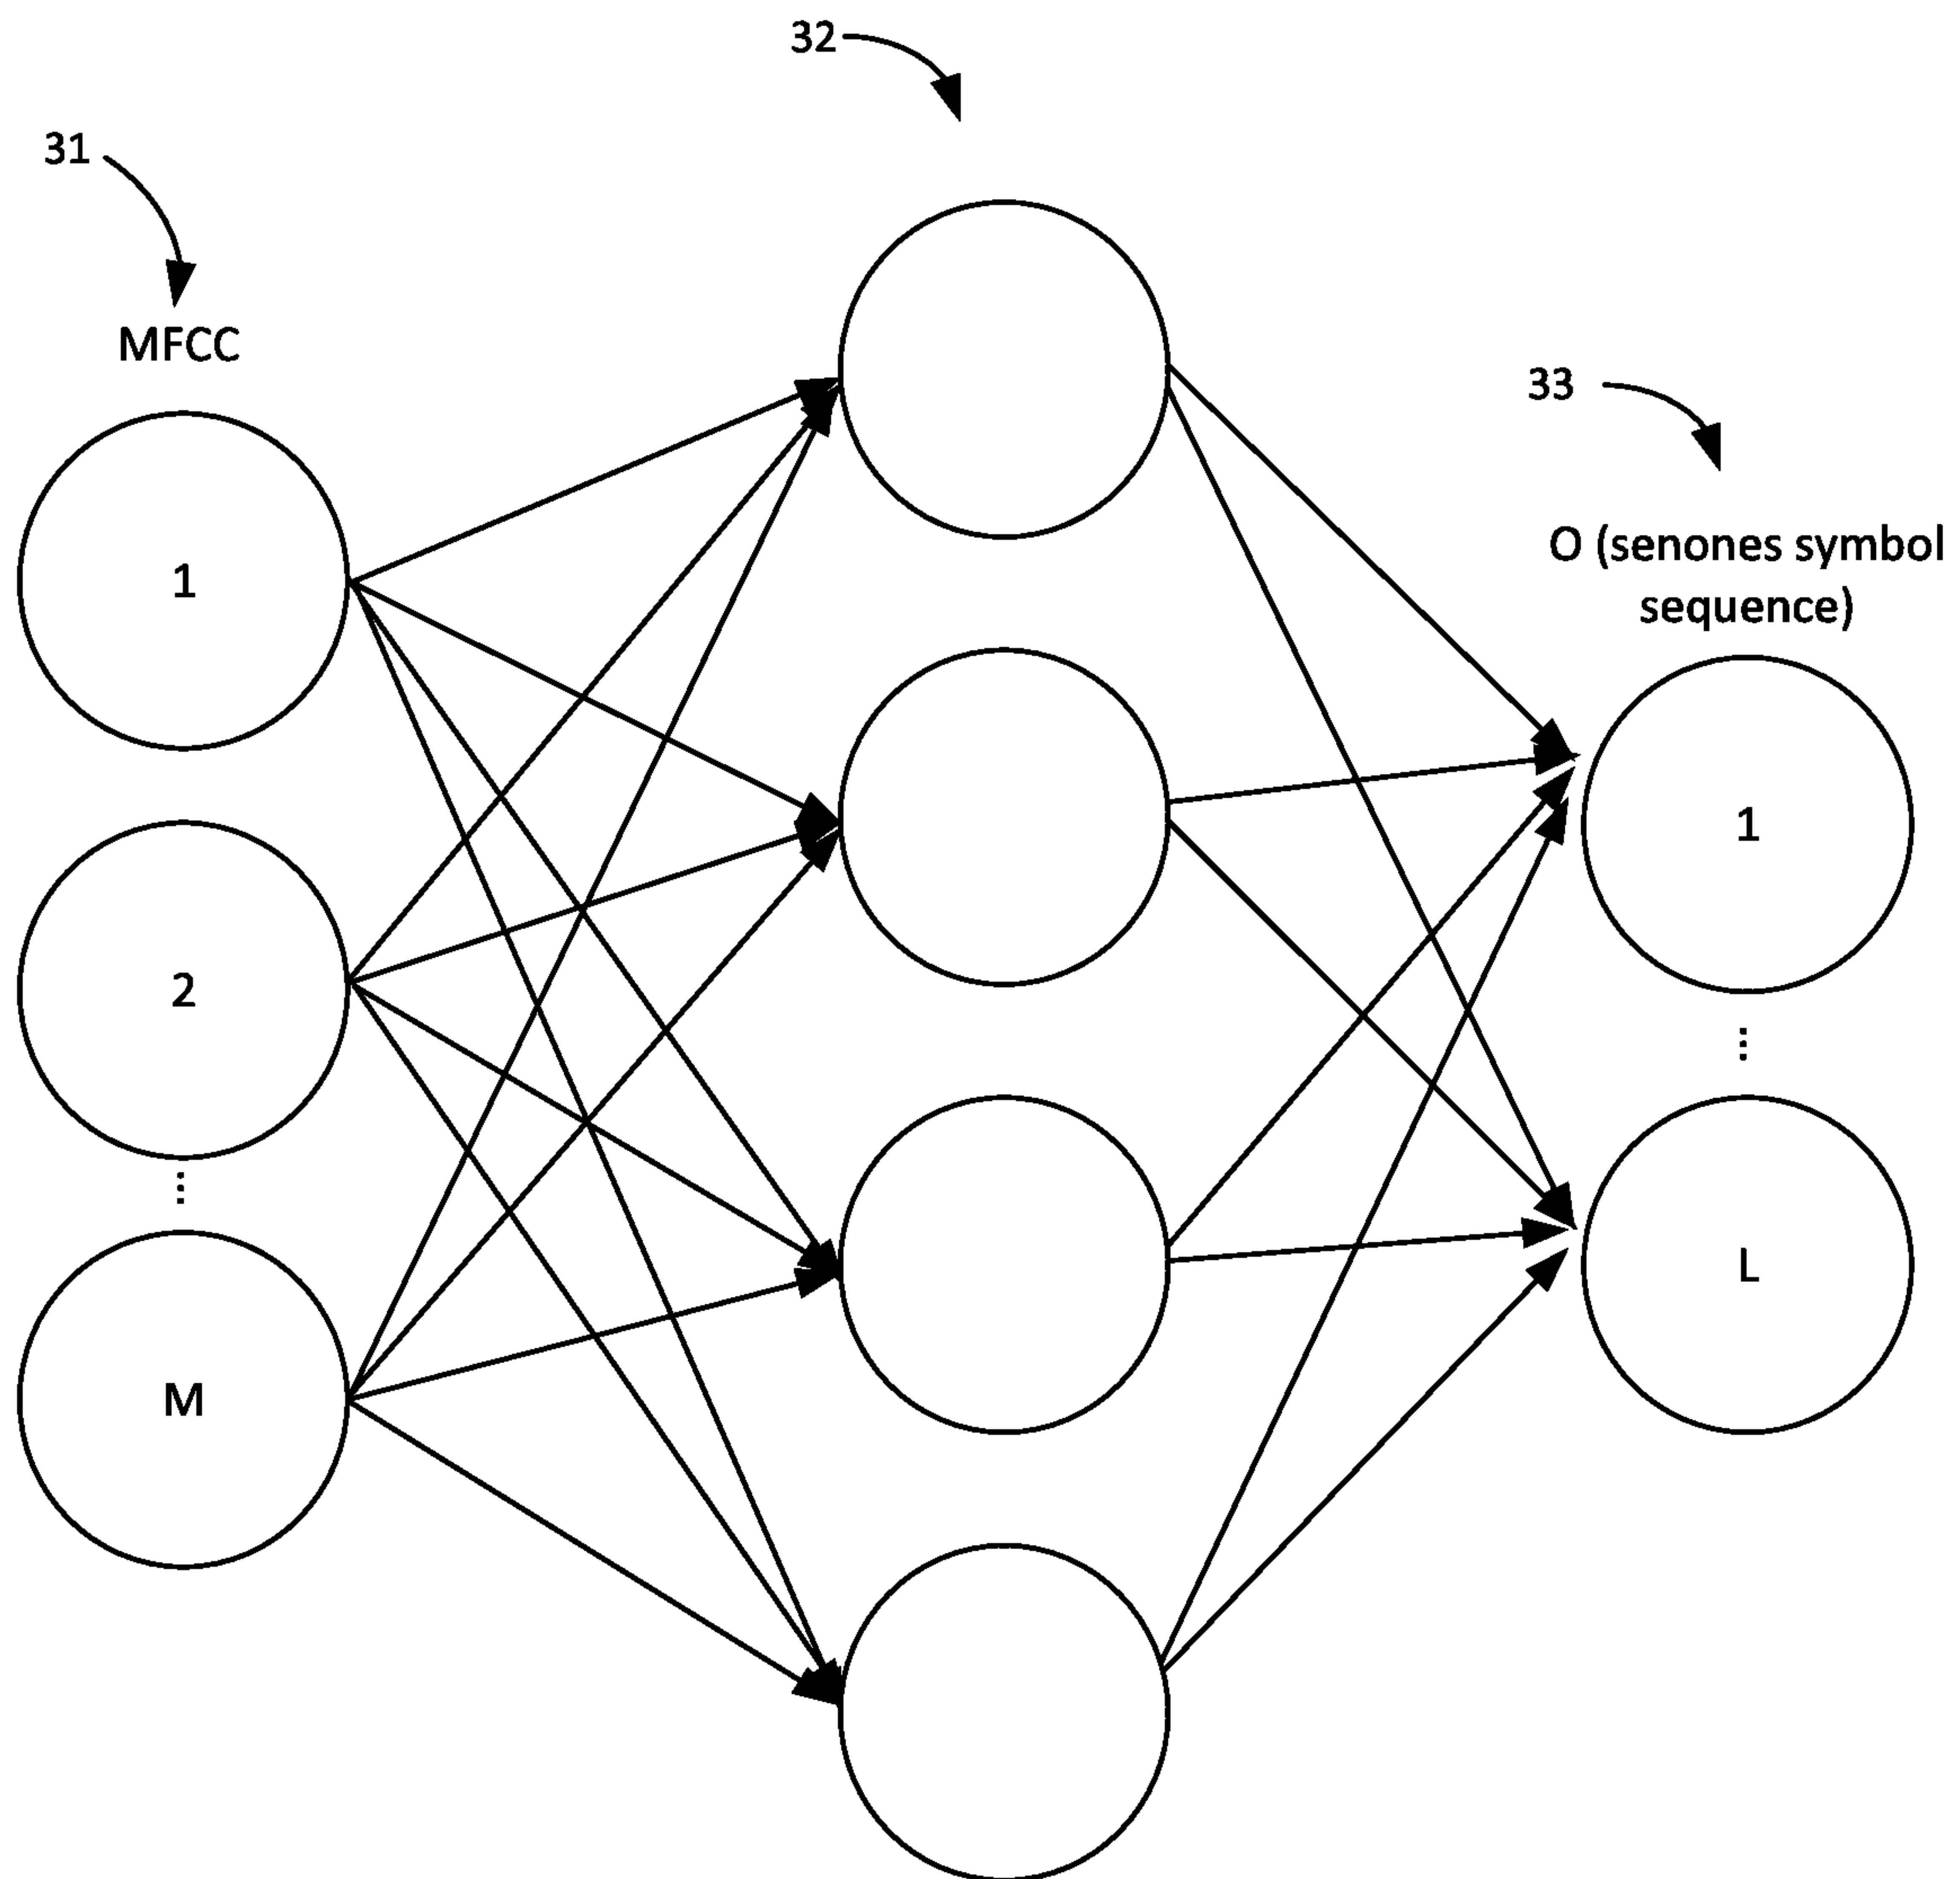 32
31
MFCC
33
O (senones symbol
sequence)
1
1
2
⋮
⋮
L
M